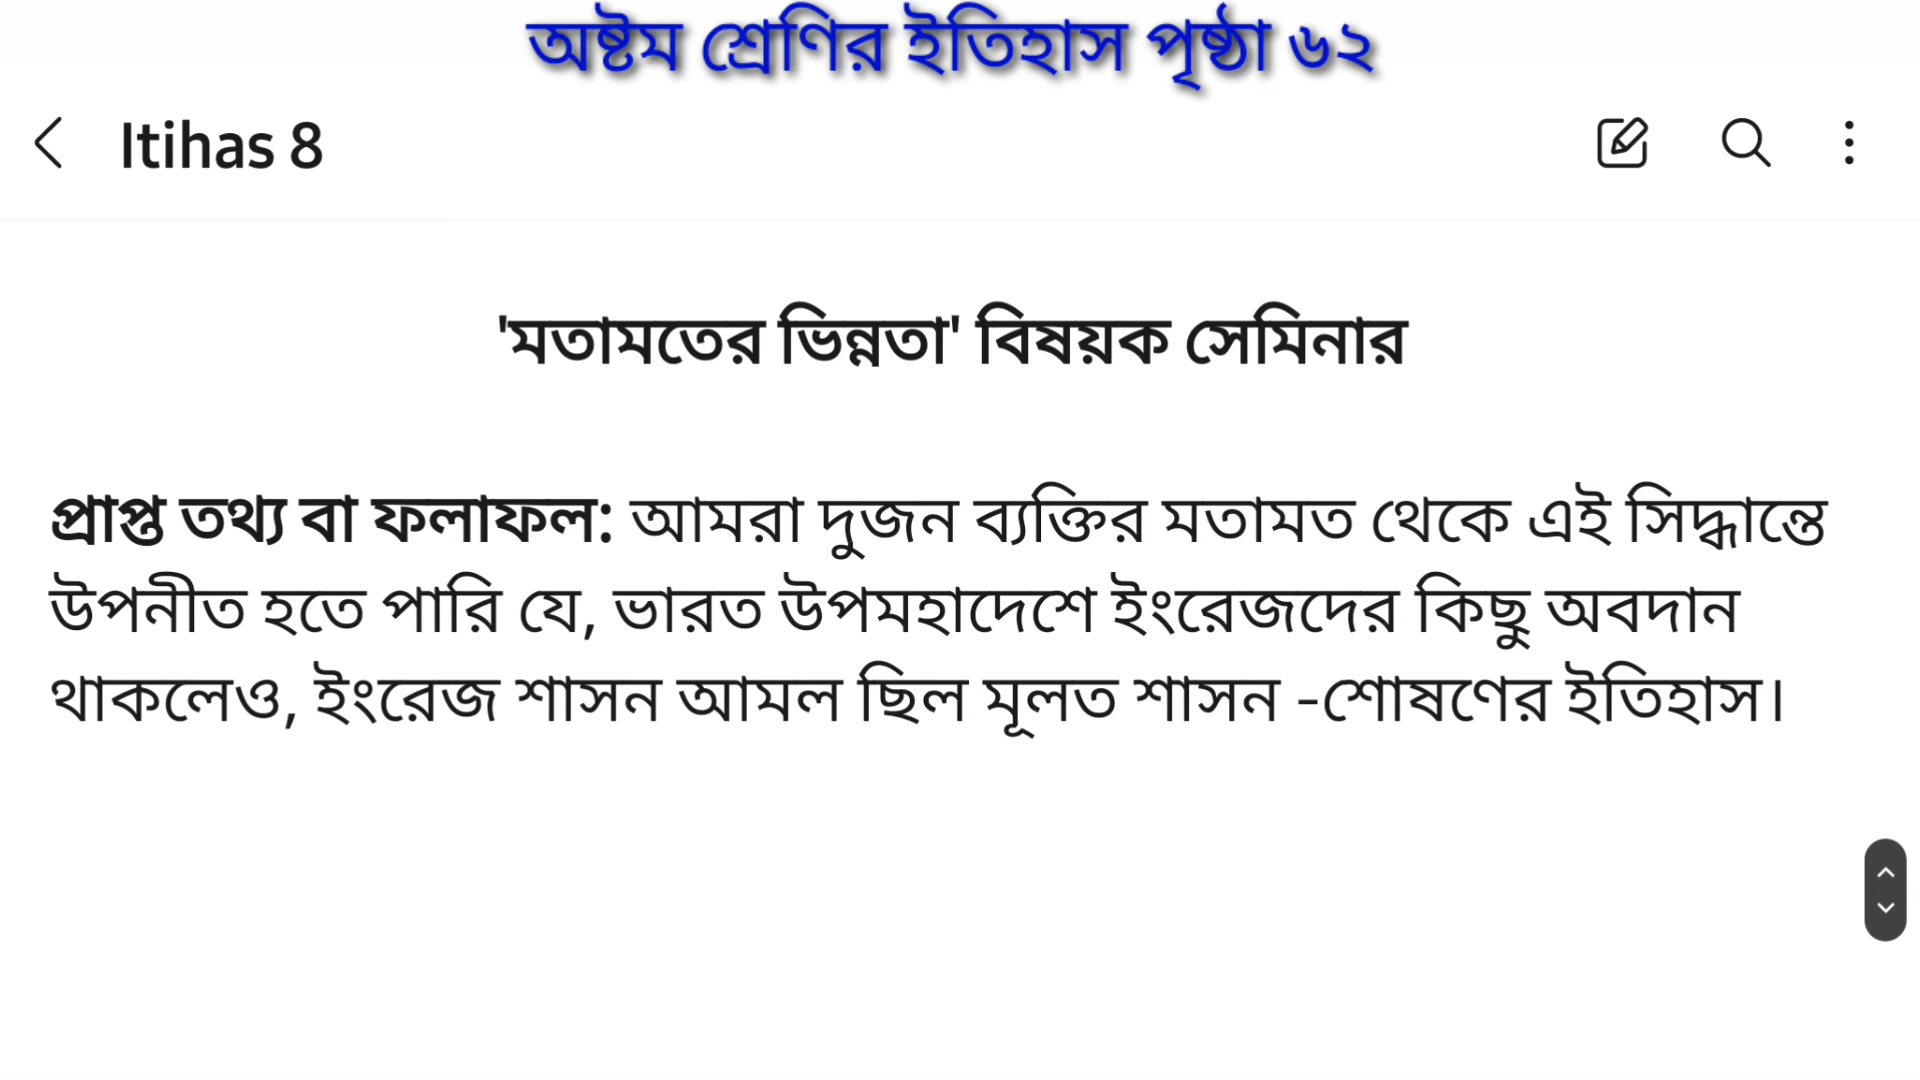 অষ্টম শ্রেণির ইতিহাস পৃষ্ঠা ৬২
Itihas 8
'মতামতের ভিন্নতা' বিষয়ক সেমিনার
প্রাপ্ত তথ্য বা ফলাফল: আমরা দুজন ব্যক্তির মতামত থেকে এই সিদ্ধান্তে
উপনীত হতে পারি যে, ভারত উপমহাদেশে ইংরেজদের কিছু অবদান
থাকলেও, ইংরেজ শাসন আমল ছিল মূলত শাসন -শোষণের ইতিহাস।